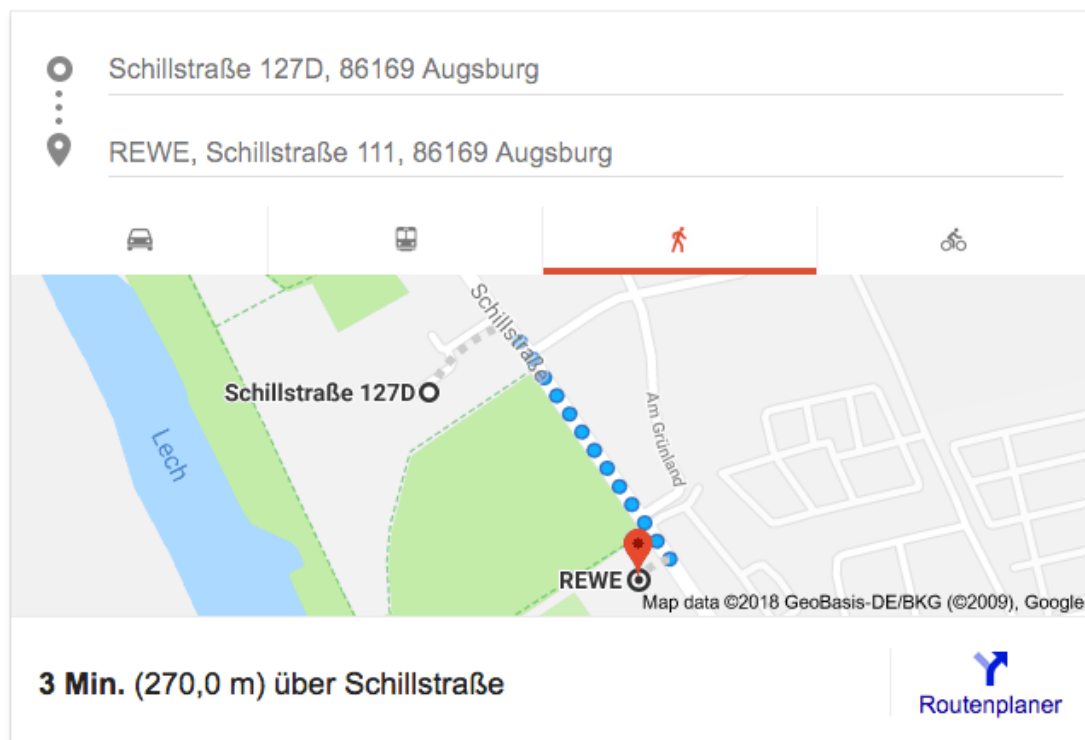 Schillstraße 127D, 86169 Augsburg
REWE, Schillstraße 111, 86169 Augsburg
Schillstraße
Schillstraße 127D
Am Grünland
Lech
REWE
Map data ©2018 GeoBasis-DE/BKG (©2009), Google
3 Min. (270,0 m) über Schillstraße
Routenplaner